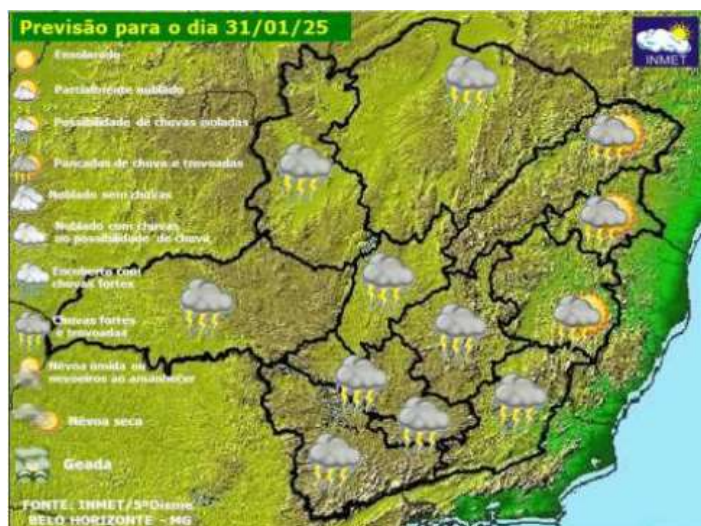 Previsão para o dia 31/01/25
INMET
Ensolarado
Parcialmente nublado
Possibilidade de chuvas isoladas
Pancadas de chuva e trovoadas
Nublado sem chuvas
Nublado com chuvas
ou possibilidade de chuva
Encoberto com
chuvas fortes
Chuvas fortes
e trovoadas
Névoa úmida ou
nevoeiros ao amanhecer
Névoa seca
Geada
FONTE: INMET/5ºDisme
BELO HORIZONTE - MG